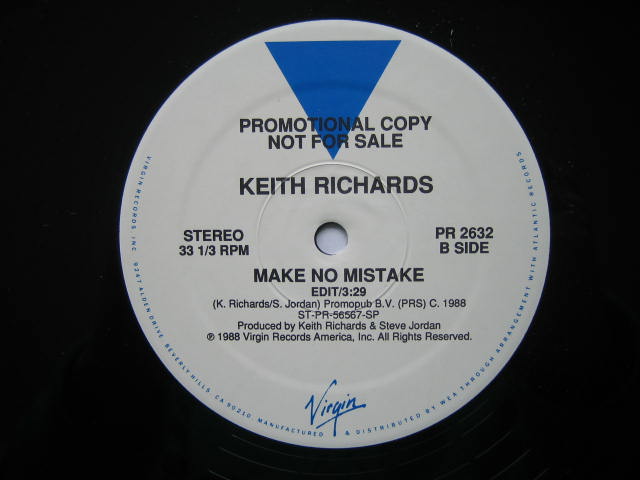 PROMOTIONAL COPY
NOT FOR SALE
KEITH RICHARDS
STEREO
33 1/3 RPM
PR 2632
B SIDE
MAKE NO MISTAKE
EDIT/3:29
(K. Richards/S. Jordan) Promopub B.V. (PRS) C. 1988
ST-PR-56567-SP
Produced by Keith Richards & Steve Jordan
℗ 1988 Virgin Records America, Inc. All Rights Reserved.
Virgin
VIRGIN RECORDS, INC. 9247 ALDEN DRIVE, BEVERLY HILLS, CA 90210 MANUFACTURED & DISTRIBUTED BY WEA THROUGH ARRANGEMENT WITH ATLANTIC RECORDS